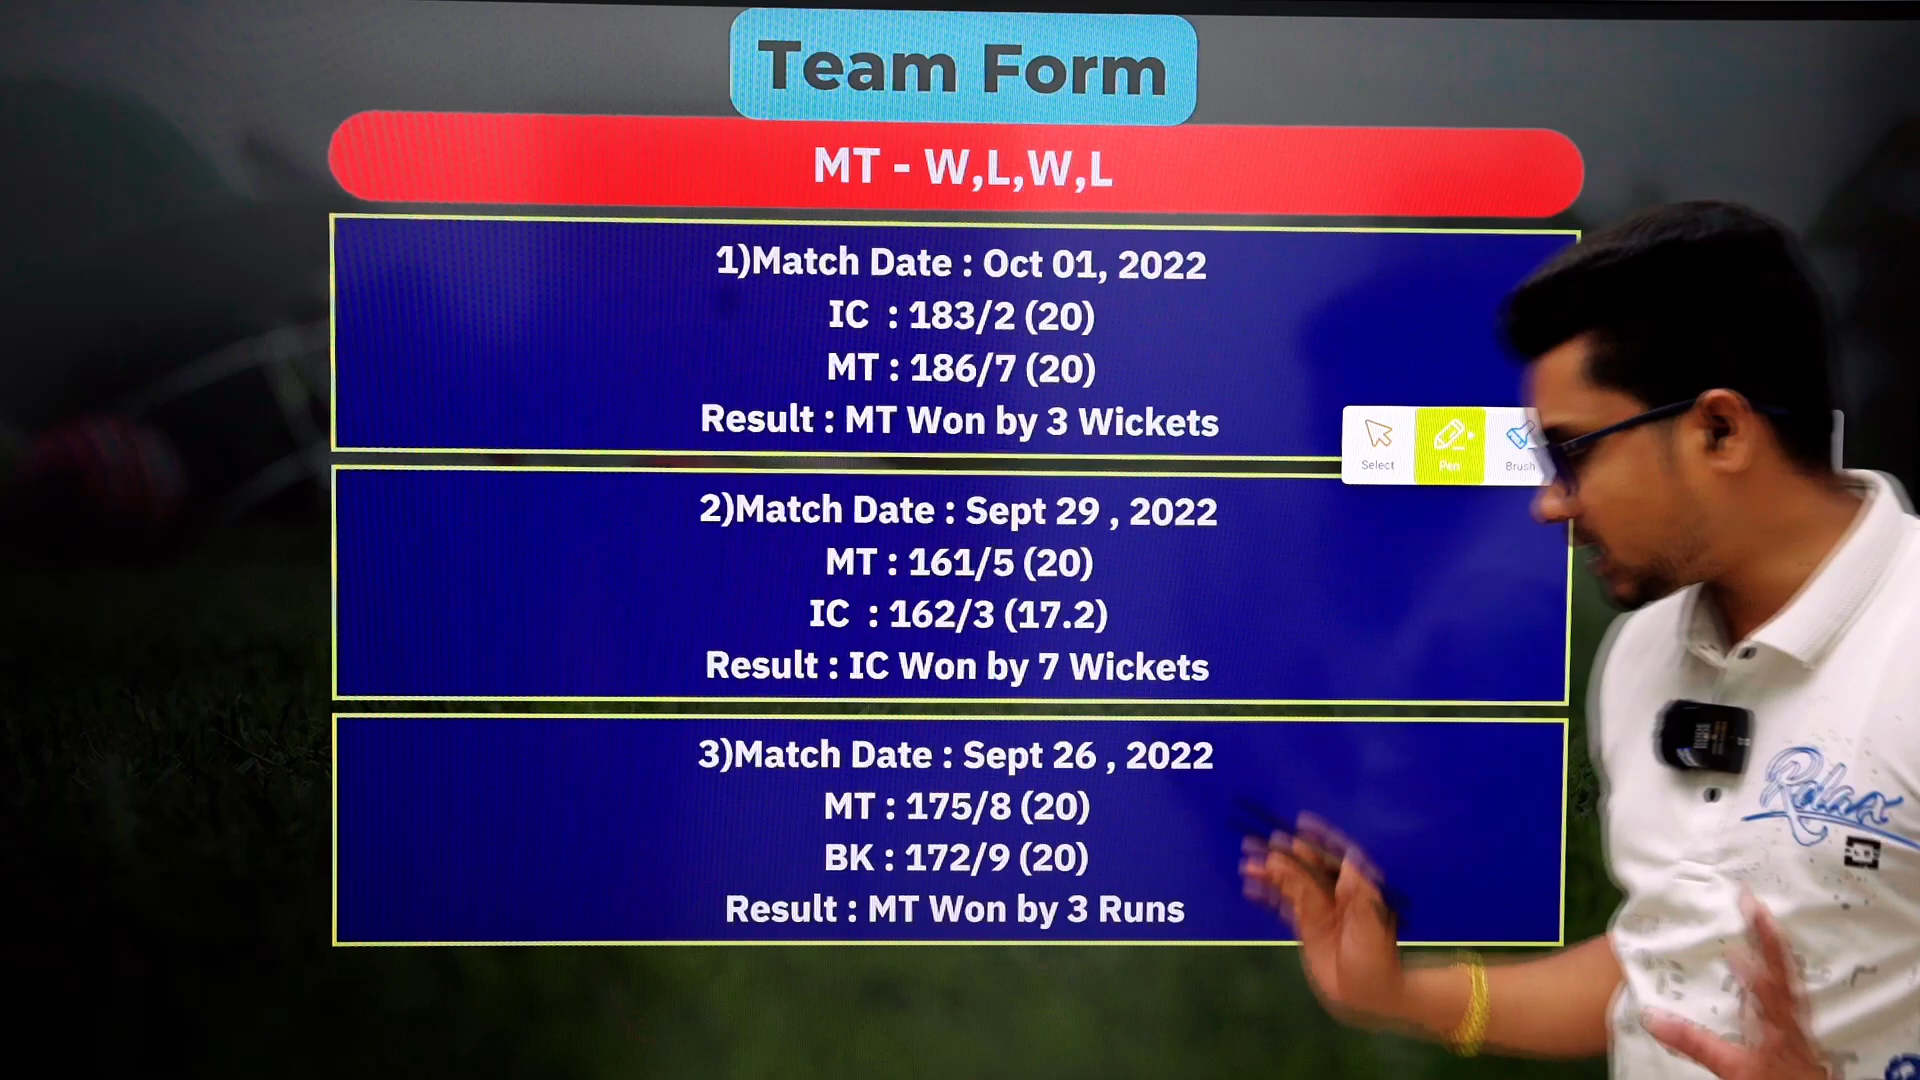 Team Form
MT - W,L,W,L
1)Match Date : Oct 01, 2022
IC : 183/2 (20)
MT : 186/7 (20)
Result : MT Won by 3 Wickets
Select
Pen
Brush
2)Match Date : Sept 29 , 2022
MT : 161/5 (20)
IC : 162/3 (17.2)
Result : IC Won by 7 Wickets
3)Match Date : Sept 26 , 2022
MT : 175/8 (20)
BK : 172/9 (20)
Result : MT Won by 3 Runs
Relax